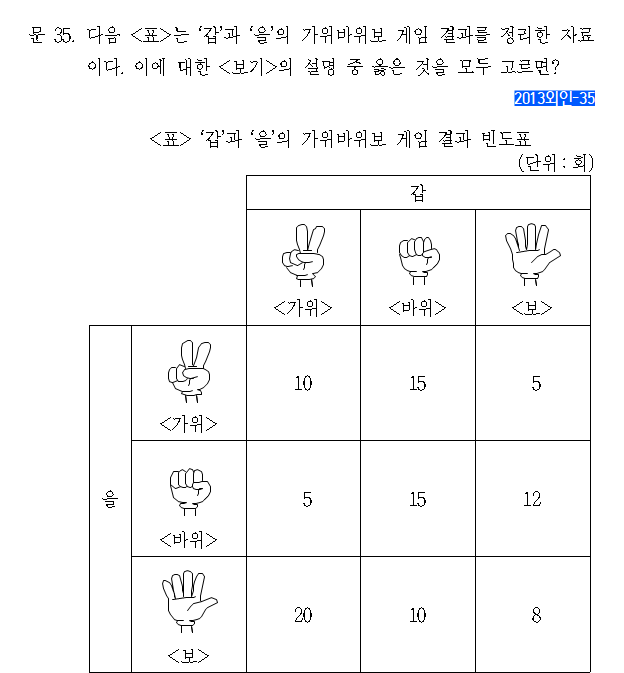 문 35. 다음 <표>는 ‘갑’과 ‘을’의 가위바위보 게임 결과를 정리한 자료
이다. 이에 대한 <보기>의 설명 중 옳은 것을 모두 고르면?
2013외인-35
<표> ‘갑’과 ‘을’의 가위바위보 게임 결과 빈도표
(단위 : 회)
갑
<가위> <바위> <보>
을
<가위> 10 15 5
<바위> 5 15 12
<보> 20 10 8